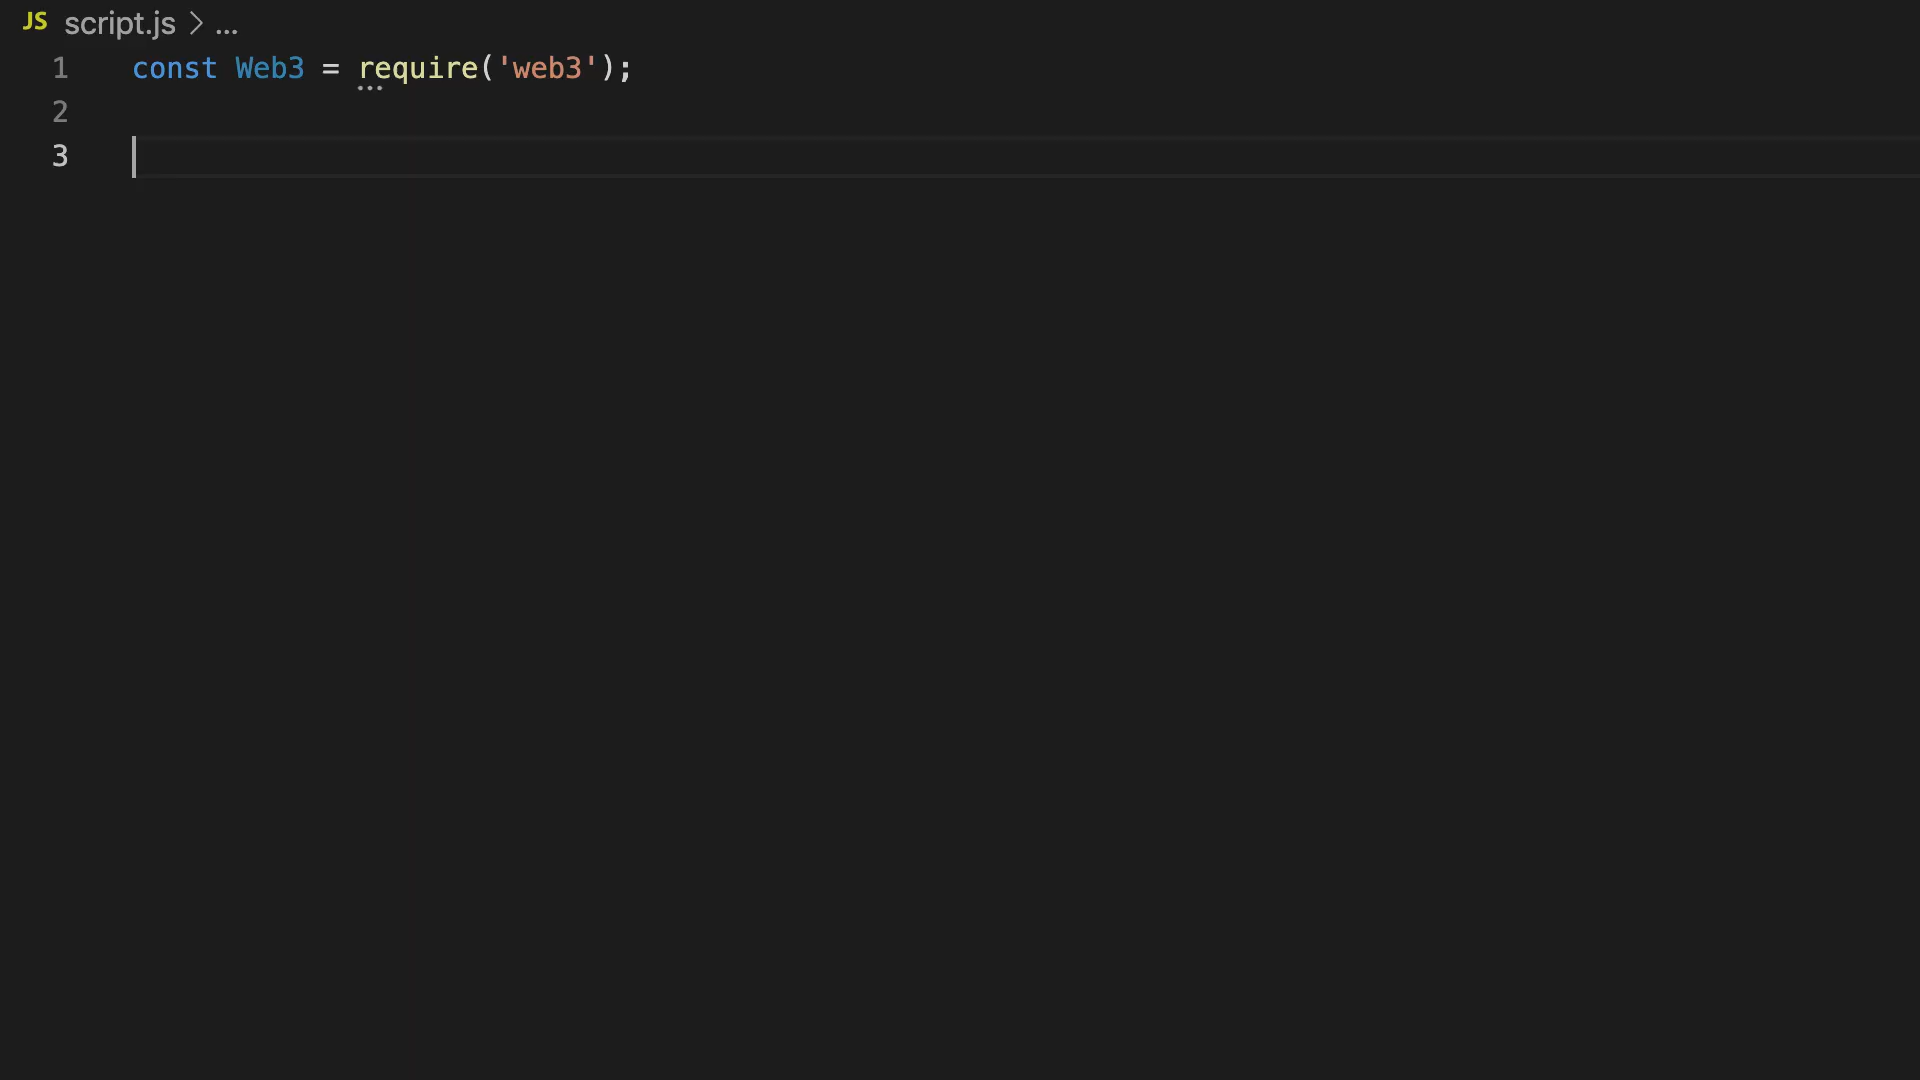 JS script.js > ...
1 const Web3 = require('web3');
2
3